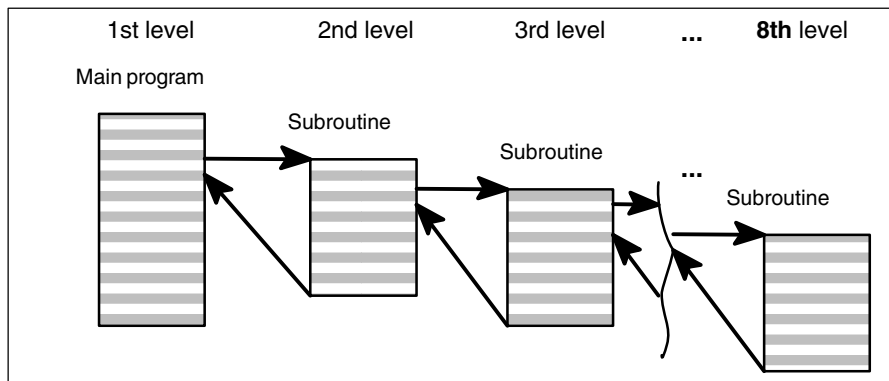 1st level 2nd level 3rd level ... 8th level
Main program
Subroutine
Subroutine
...
Subroutine